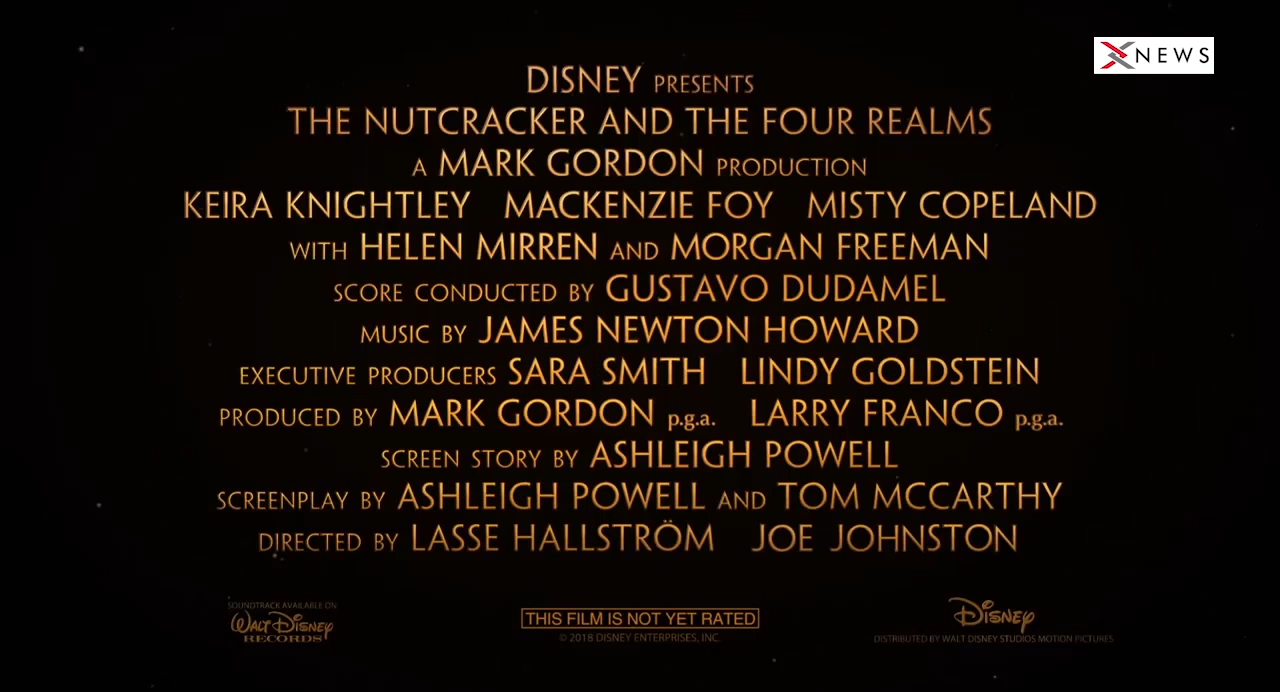 NEWS
DISNEY PRESENTS
THE NUTCRACKER AND THE FOUR REALMS
A MARK GORDON PRODUCTION
KEIRA KNIGHTLEY MACKENZIE FOY MISTY COPELAND
WITH HELEN MIRREN AND MORGAN FREEMAN
SCORE CONDUCTED BY GUSTAVO DUDAMEL
MUSIC BY JAMES NEWTON HOWARD
EXECUTIVE PRODUCERS SARA SMITH LINDY GOLDSTEIN
PRODUCED BY MARK GORDON p.g.a. LARRY FRANCO p.g.a.
SCREEN STORY BY ASHLEIGH POWELL
SCREENPLAY BY ASHLEIGH POWELL AND TOM MCCARTHY
DIRECTED BY LASSE HALLSTRÖM JOE JOHNSTON
SOUNDTRACK AVAILABLE ON
WALT DISNEY
RECORDS
THIS FILM IS NOT YET RATED
© 2018 DISNEY ENTERPRISES, INC.
DISNEY
DISTRIBUTED BY WALT DISNEY STUDIOS MOTION PICTURES